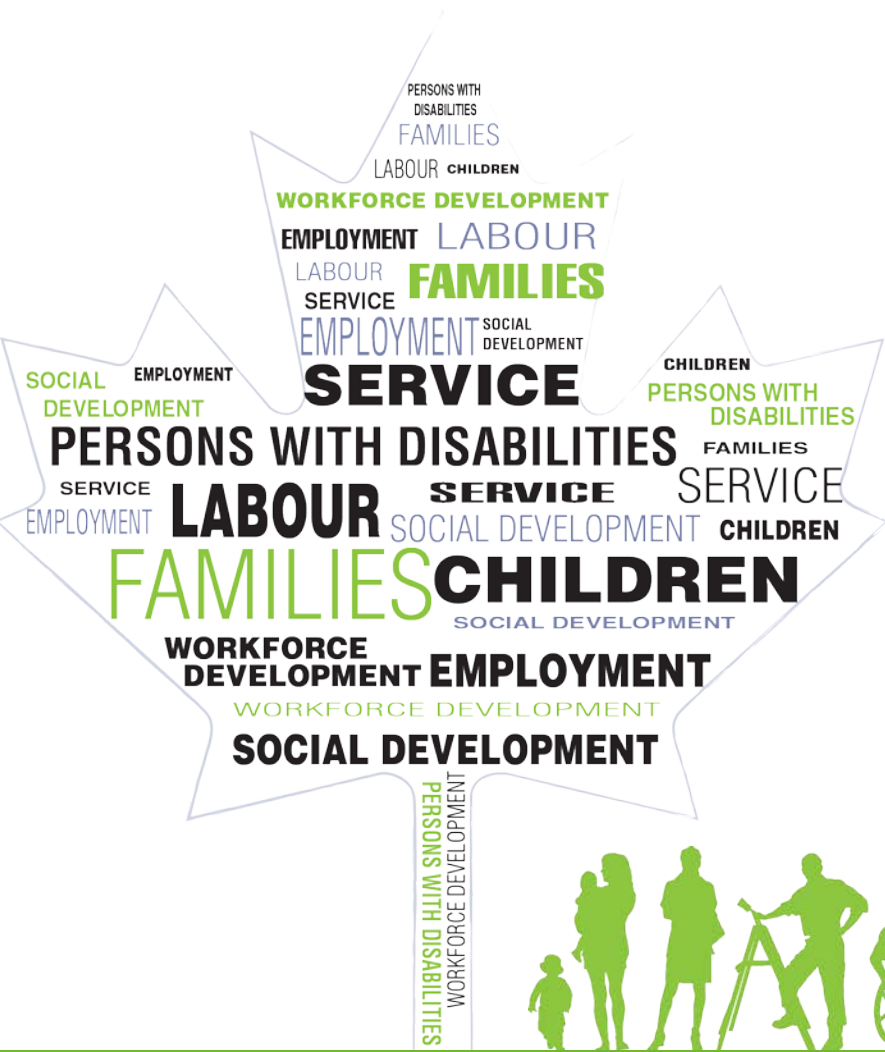 PERSONS WITH
DISABILITIES
FAMILIES
LABOUR CHILDREN
WORKFORCE DEVELOPMENT
EMPLOYMENT LABOUR
LABOUR FAMILIES
SERVICE
EMPLOYMENT SOCIAL
DEVELOPMENT
SERVICE
SOCIAL
DEVELOPMENT
EMPLOYMENT
CHILDREN
PERSONS WITH
DISABILITIES
PERSONS WITH DISABILITIES
FAMILIES
SERVICE
EMPLOYMENT
LABOUR
SERVICE
SERVICE
SOCIAL DEVELOPMENT
CHILDREN
FAMILIES CHILDREN
SOCIAL DEVELOPMENT
WORKFORCE
DEVELOPMENT EMPLOYMENT
WORKFORCE DEVELOPMENT
SOCIAL DEVELOPMENT
PERSONS WITH DISABILITIES
WORKFORCE DEVELOPMENT